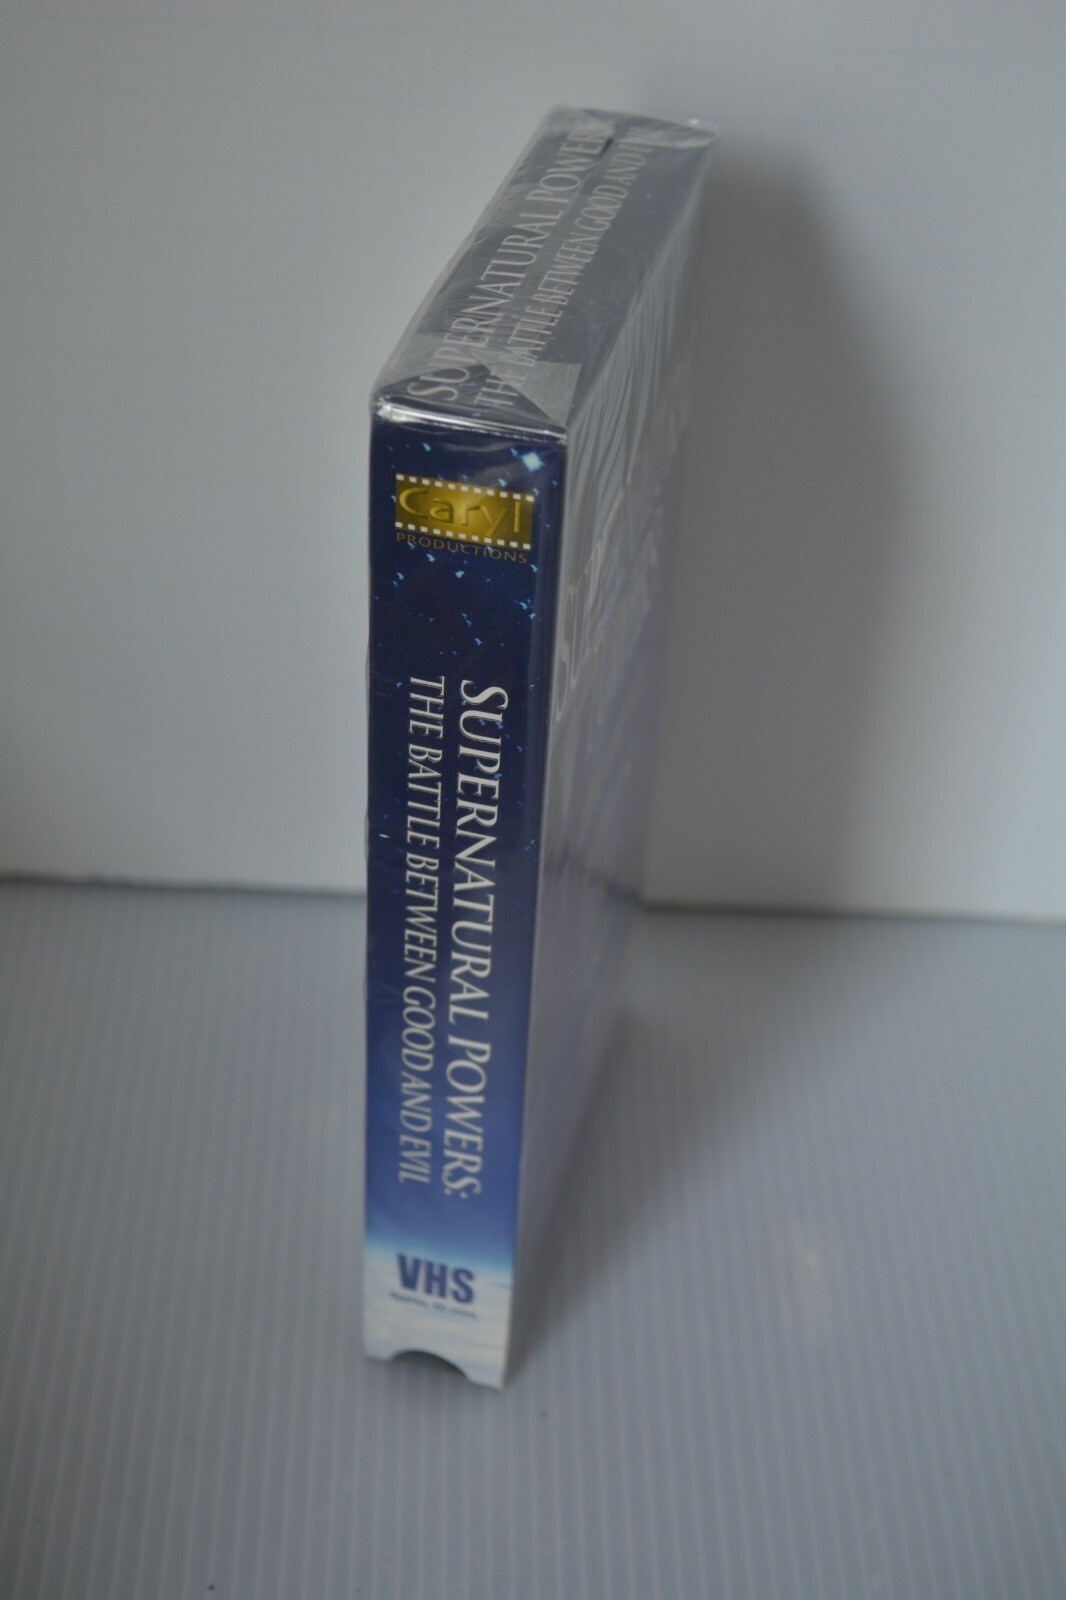 SUPERNATURAL POWERS
THE BATTLE BETWEEN GOOD AND EVIL
Caryl
PRODUCTIONS
SUPERNATURAL POWERS:
THE BATTLE BETWEEN GOOD AND EVIL
VHS